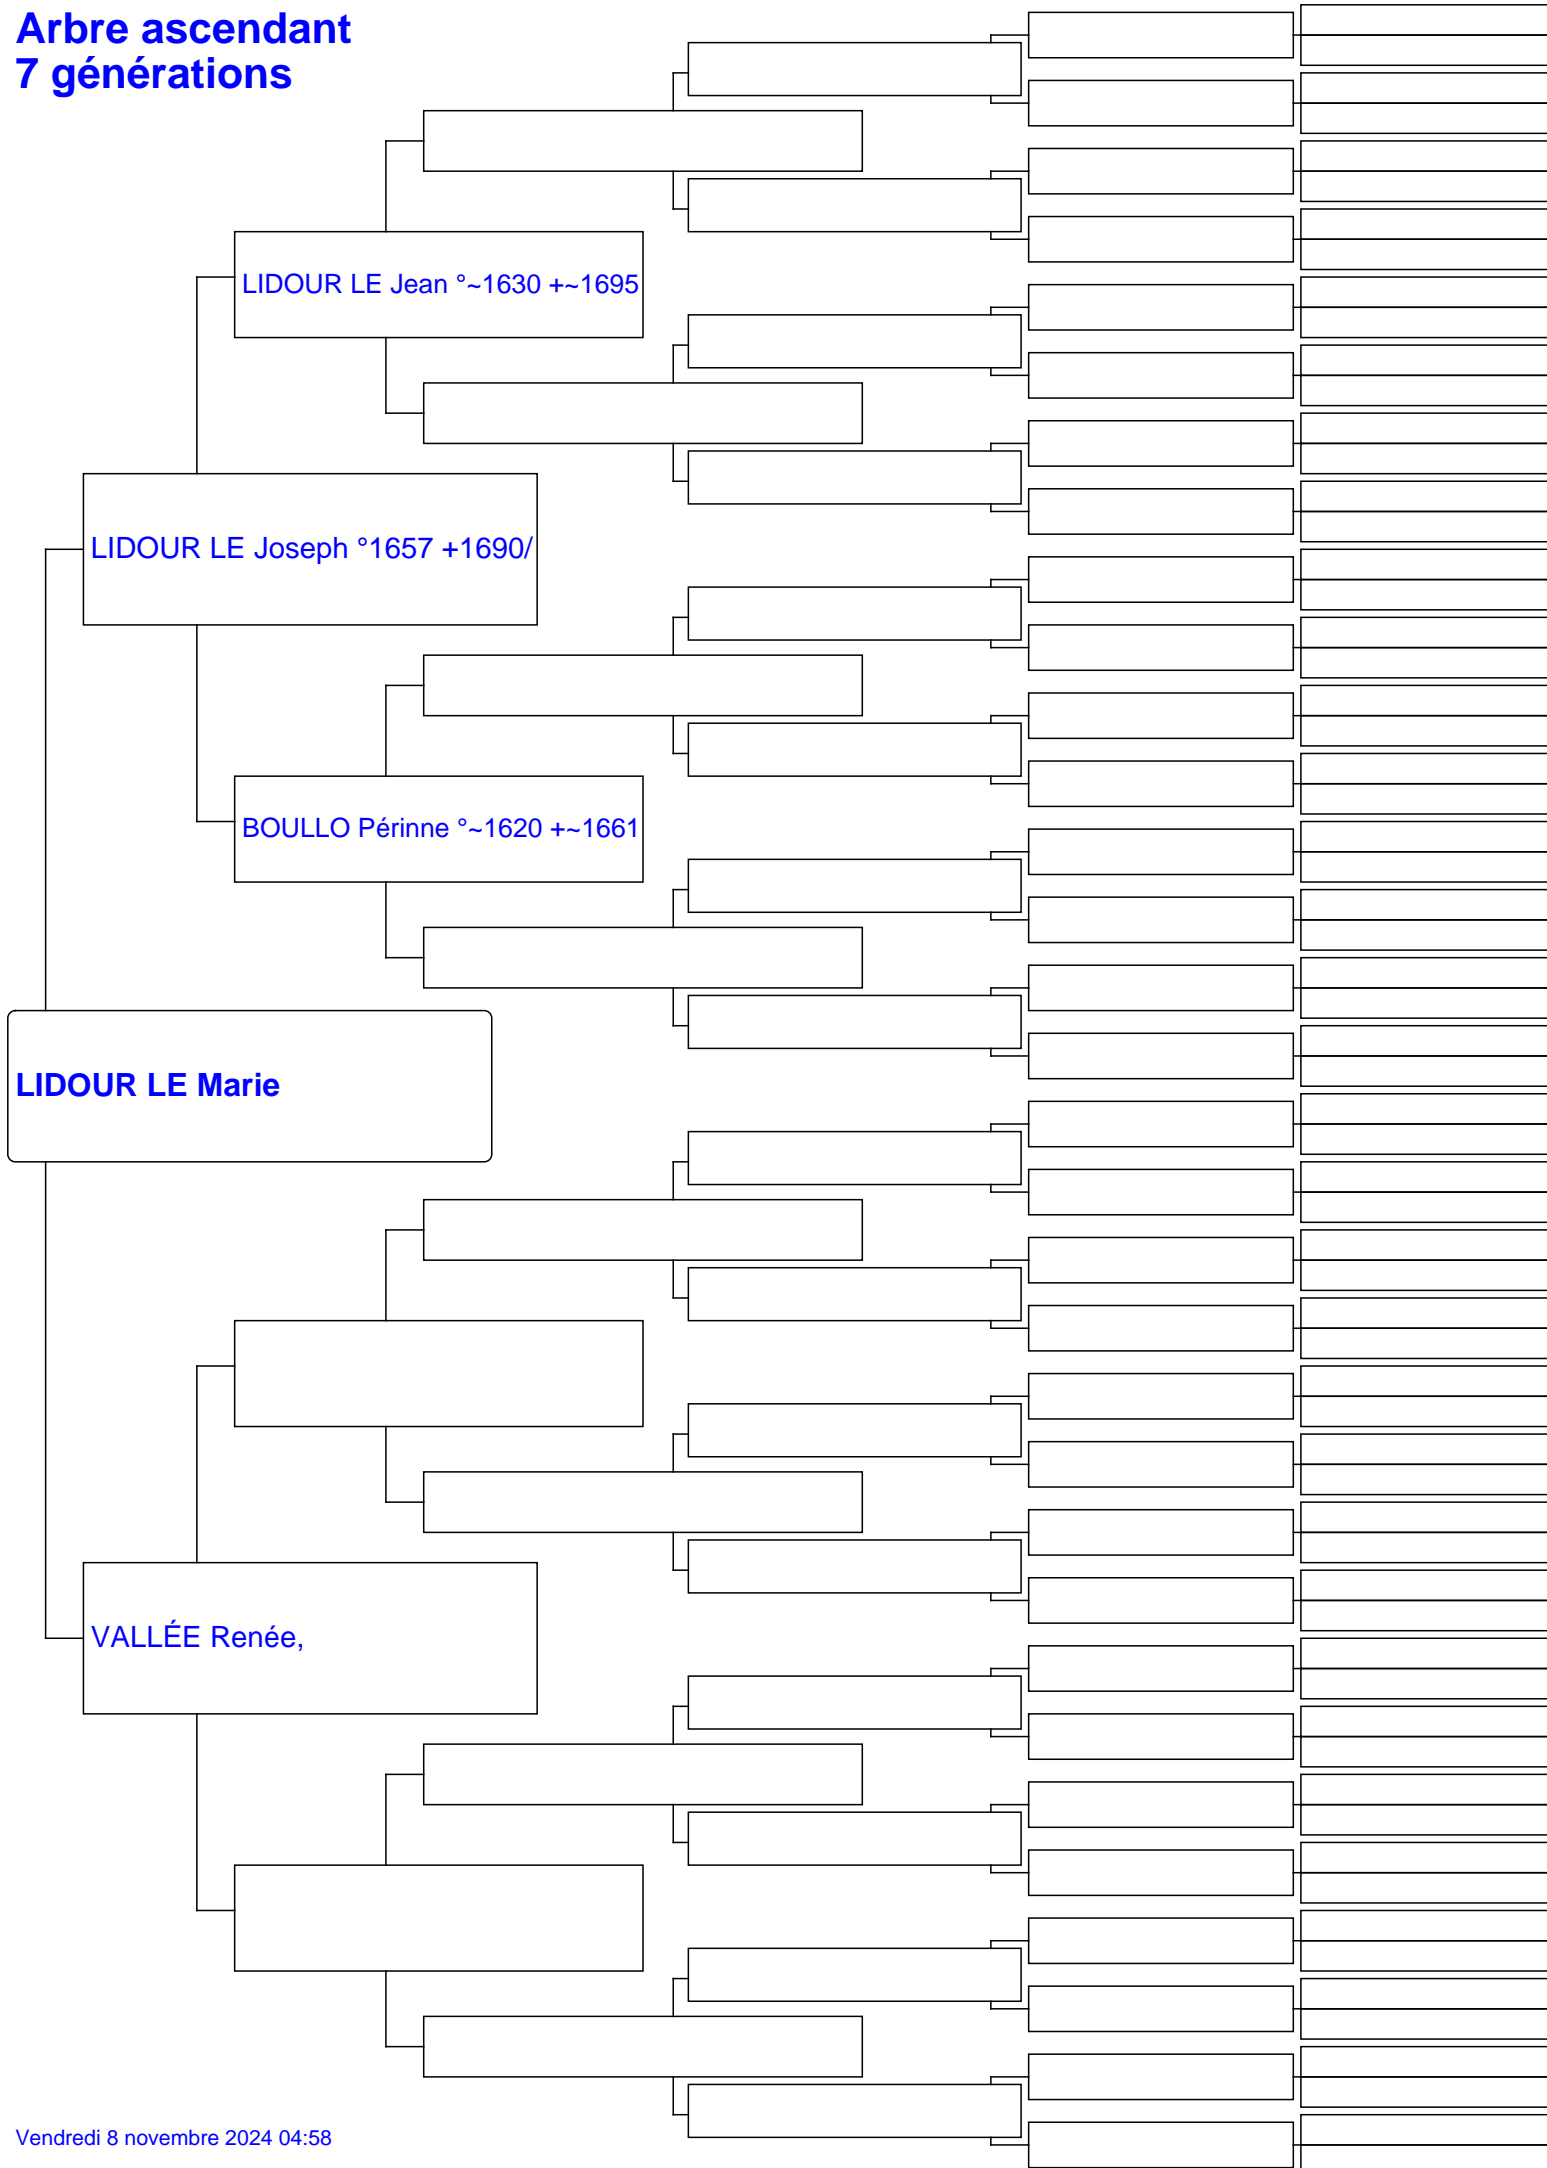 Arbre ascendant
7 générations
LIDOUR LE Jean °~1630 +~1695
LIDOUR LE Joseph °1657 +1690/
BOULLO Périnne °~1620 +~1661
LIDOUR LE Marie
VALLÉE Renée,
Vendredi 8 novembre 2024 04:58